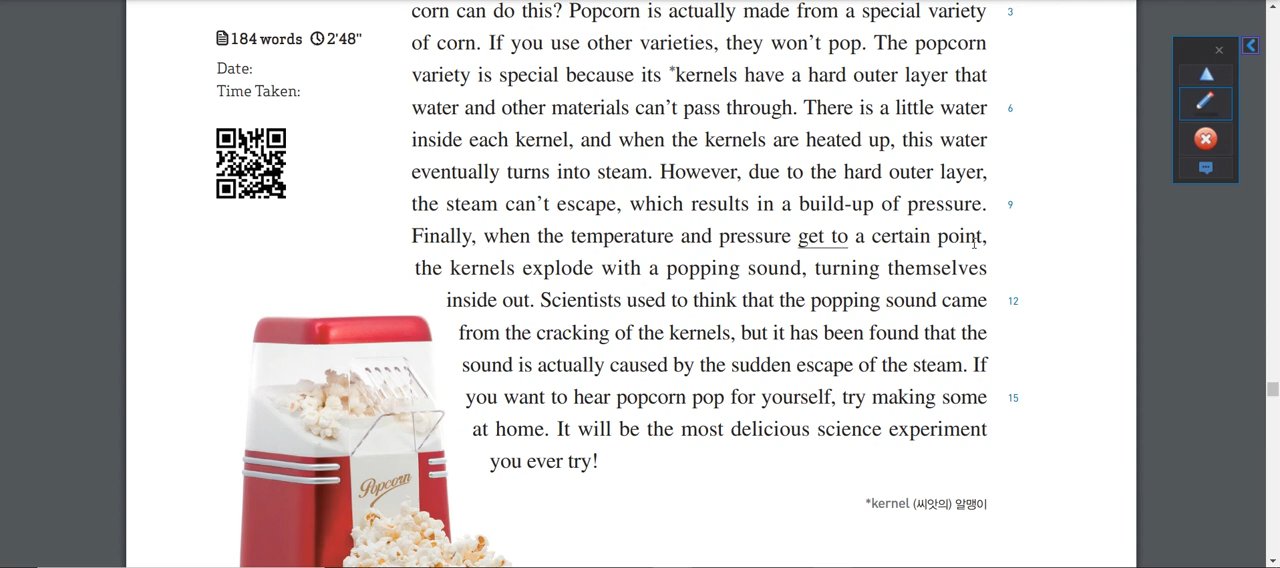 corn can do this? Popcorn is actually made from a special variety
3
184 words 2'48"
of corn. If you use other varieties, they won't pop. The popcorn
Date:
variety is special because its *kernels have a hard outer layer that
Time Taken:
water and other materials can't pass through. There is a little water
6
inside each kernel, and when the kernels are heated up, this water
eventually turns into steam. However, due to the hard outer layer,
the steam can't escape, which results in a build-up of pressure.
9
Finally, when the temperature and pressure get to a certain point,
the kernels explode with a popping sound, turning themselves
inside out. Scientists used to think that the popping sound came
12
from the cracking of the kernels, but it has been found that the
sound is actually caused by the sudden escape of the steam. If
you want to hear popcorn pop for yourself, try making some
15
at home. It will be the most delicious science experiment
you ever try!
Popcorn
*kernel (씨앗의) 알맹이